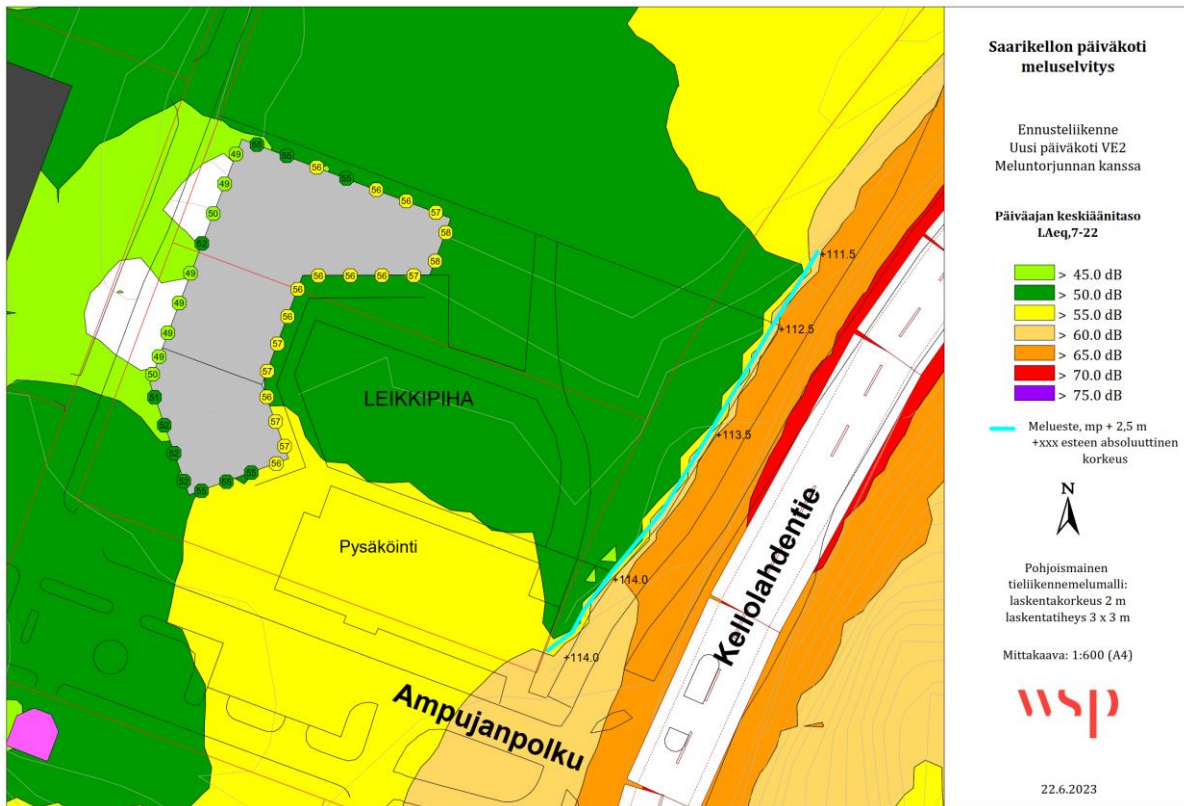 49
55
55
56
55
56
56
57
58
58
57
56
56
56
56
56
57
57
56
57
57
56
55
55
55
52
52
52
51
50
49
49
49
49
52
50
49
LEIKKIPIHA
Pysäköinti
Ampujanpolku
Kellolahdentie
+111.5
+112.5
+113.5
+114.0
+114.0
Saarikellon päiväkoti
meluselvitys
Ennusteliikenne
Uusi päiväkoti VE2
Meluntorjunnan kanssa
Päiväajan keskiäänitaso
LAeq,7-22
> 45.0 dB
> 50.0 dB
> 55.0 dB
> 60.0 dB
> 65.0 dB
> 70.0 dB
> 75.0 dB
Melueste, mp + 2,5 m
+xxx esteen absoluuttinen
korkeus
N
Pohjoismainen
tieliikennemelumalli:
laskentakorkeus 2 m
laskentatiheys 3 x 3 m
Mittakaava: 1:600 (A4)
wsp
22.6.2023